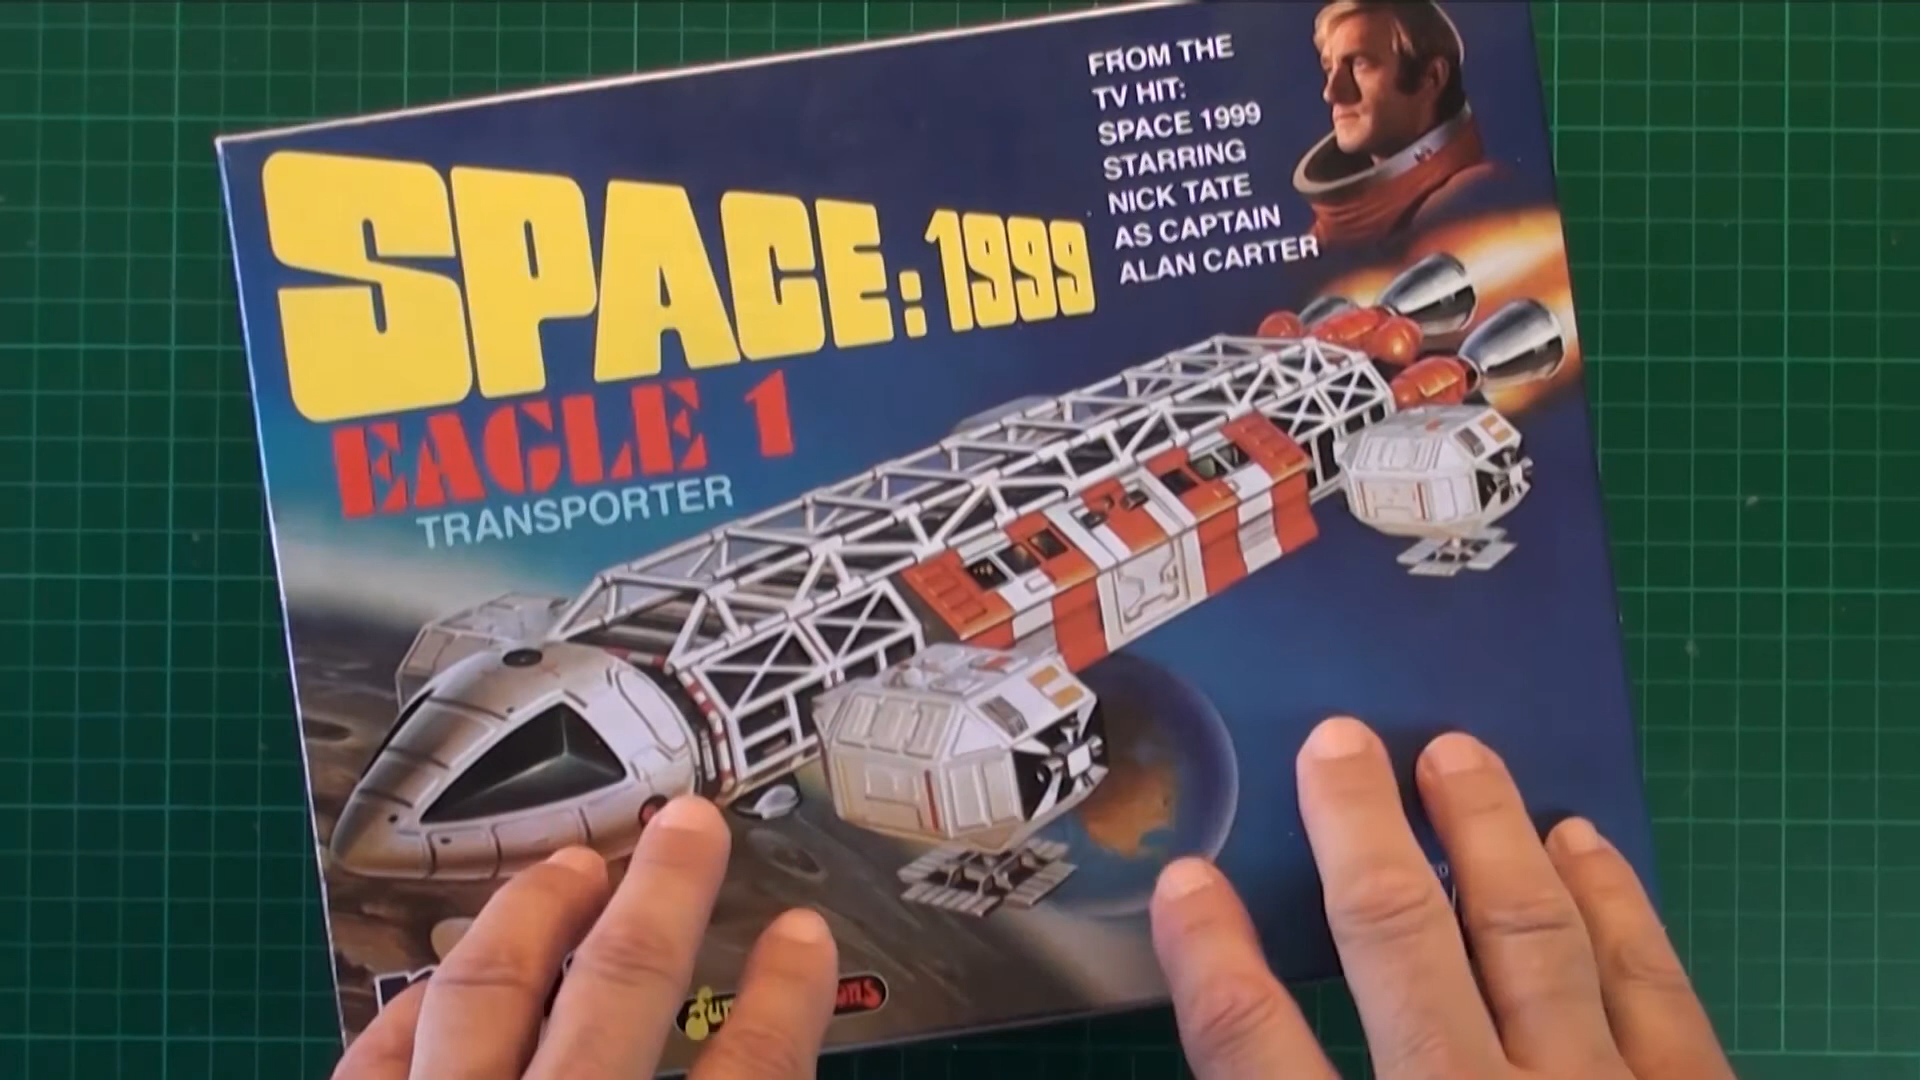 FROM THE
TV HIT:
SPACE 1999
STARRING
NICK TATE
AS CAPTAIN
ALAN CARTER
SPACE: 1999
EAGLE 1
TRANSPORTER